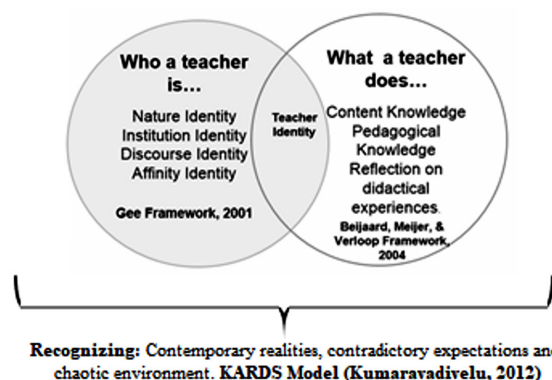 Who a teacher
is...
Nature Identity
Institution Identity
Discourse Identity
Affinity Identity
Gee Framework, 2001
Teacher
Identity
What a teacher
does...
Content Knowledge
Pedagogical
Knowledge
Reflection on
didactical
experiences.
Beijaard, Meijer, &
Verloop Framework,
2004
Recognizing: Contemporary realities, contradictory expectations and
chaotic environment. KARDS Model (Kumaravadivelu, 2012)